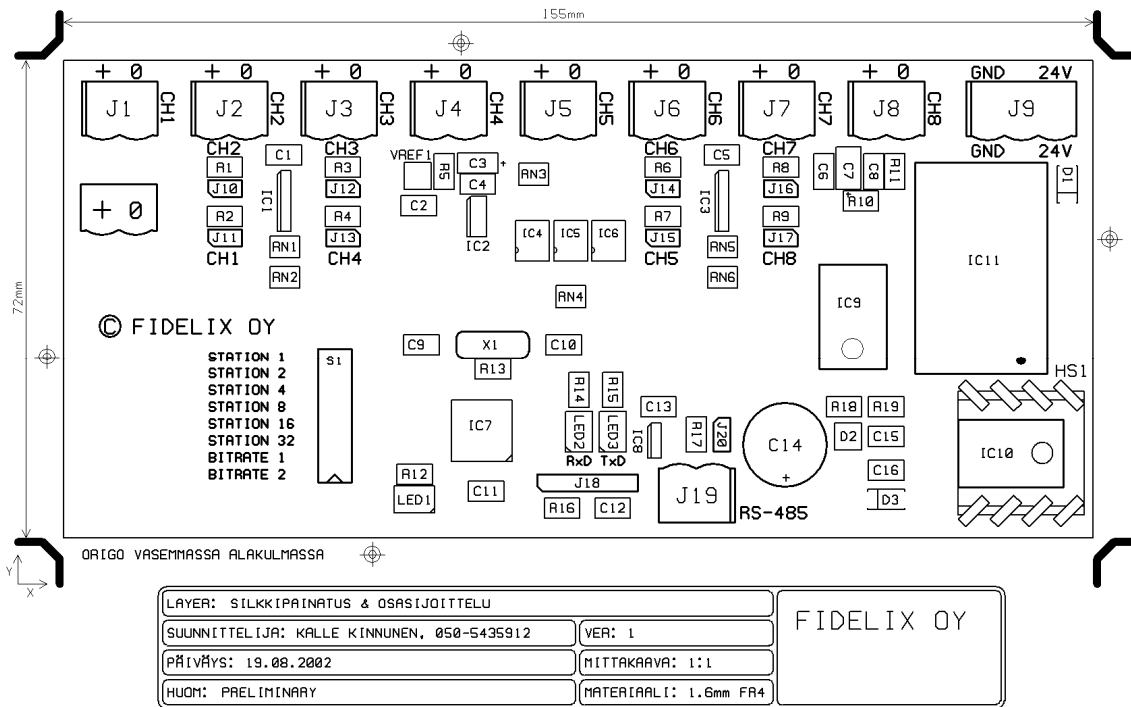 155mm
72mm
+ 0 + 0 + 0 + 0 + 0 + 0 + 0 + 0 GND 24V
J1 CH1 J2 CH2 J3 CH3 J4 CH4 J5 CH5 J6 CH6 J7 CH7 J8 CH8 J9
CH2 CH3 CH6 CH7 GND 24V
R1 C1 R3 VREF1 R5 C3 + RN3 R6 C5 R8 C6 C7 C8 R11 D1
J10 IC1 J12 C4 J14 IC3 J16 + R10
+ 0 R2 R4 C2 IC2 R7 R9
J11 RN1 J13 IC4 IC5 IC6 J15 RN5 J17
CH1 CH4 CH5 CH8 IC11
RN2 RN4 RN6 IC9
© FIDELIX OY
STATION 1
STATION 2
STATION 4
STATION 8
STATION 16
STATION 32
BITRATE 1
BITRATE 2
S1
C9 X1 C10
R13
HS1
R14 R15 C13 R18 R19
IC7 LED2 LED3 IC8 R17 J20 C14 D2 C15 IC10
RxD TxD +
R12 J18 C16
LED1 C11 R16 C12 J19 RS-485 D3
ORIGO VASEMMASSA ALAKULMASSA
Y
X
LAYER: SILKKIPAINATUS & OSASIJOITTELU
SUUNNITTELIJA: KALLE KINNUNEN, 050-5435912
VER: 1
PÄIVÄYS: 19.08.2002
MITTAKAAVA: 1:1
HUOM: PRELIMINARY
MATERIAALI: 1.6mm FR4
FIDELIX OY